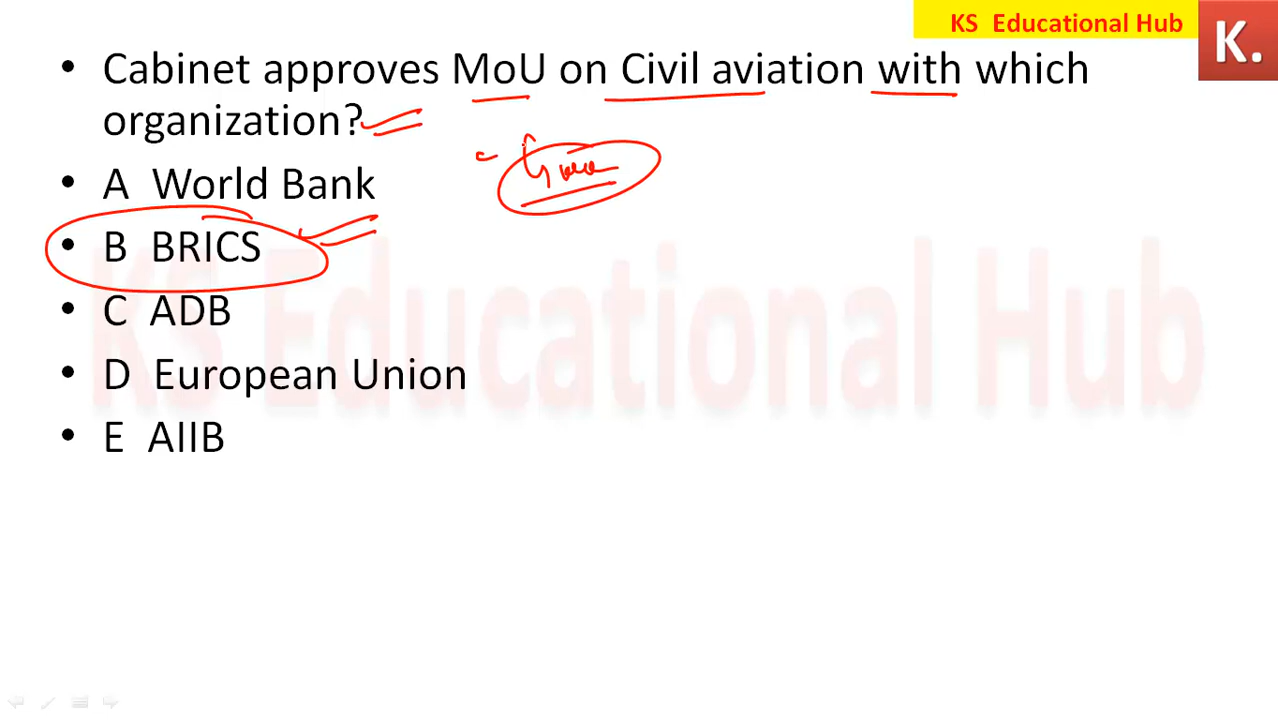 KS Educational Hub
K.
• Cabinet approves MoU on Civil aviation with which
organization?
• A World Bank
• B BRICS
• C ADB
• D European Union
• E AIIB
KS Educational Hub